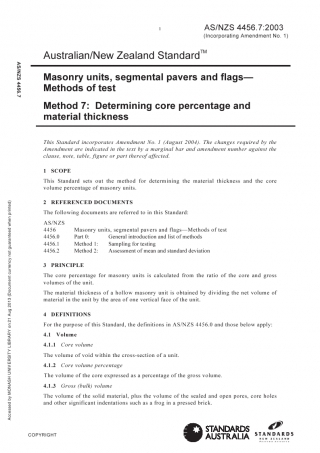 1
AS/NZS 4456.7:2003
(Incorporating Amendment No. 1)
AS/NZS 4456.7
Australian/New Zealand Standard™
Masonry units, segmental pavers and flags—
Methods of test
Method 7: Determining core percentage and
material thickness
This Standard incorporates Amendment No. 1 (August 2004). The changes required by the
Amendment are indicated in the text by a marginal bar and amendment number against the
clause, note, table, figure or part thereof affected.
1 SCOPE
This Standard sets out the method for determining the material thickness and the core
volume percentage of masonry units.
2 REFERENCED DOCUMENTS
The following documents are referred to in this Standard:
AS/NZS
4456 Masonry units, segmental pavers and flags—Methods of test
4456.0 Part 0: General introduction and list of methods
4456.1 Method 1: Sampling for testing
4456.2 Method 2: Assessment of mean and standard deviation
3 PRINCIPLE
The core percentage for masonry units is calculated from the ratio of the core and gross
volumes of the unit.
The material thickness of a hollow masonry unit is obtained by dividing the net volume of
material in the unit by the area of one vertical face of the unit.
4 DEFINITIONS
For the purpose of this Standard, the definitions in AS/NZS 4456.0 and those below apply:
4.1 Volume
4.1.1 Core volume
The volume of void within the cross-section of a unit.
4.1.2 Core volume percentage
The volume of the core expressed as a percentage of the gross volume.
4.1.3 Gross (bulk) volume
The volume of the solid material, plus the volume of the sealed and open pores, core holes
and other significant indentations such as a frog in a pressed brick.
Accessed by MONASH UNIVERSITY LIBRARY on 21 Aug 2013 (Document currency not guaranteed when printed)
COPYRIGHT
STANDARDS
AUSTRALIA
STANDARDS
NEW ZEALAND